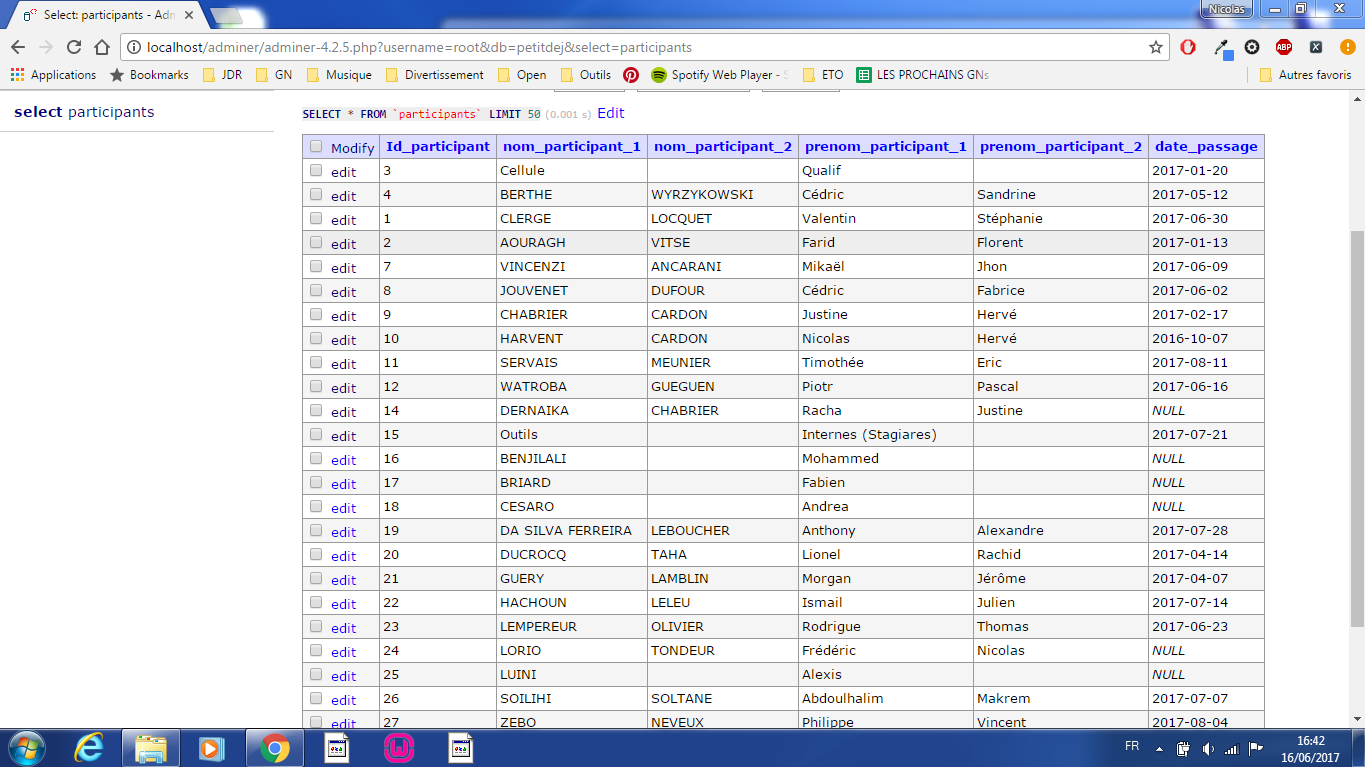 Select: participants - Adm
Nicolas
localhost/adminer/adminer-4.2.5.php?username=root&db=petitdej&select=participants
ABP
X
Applications Bookmarks JDR GN Musique Divertissement Open Outils Spotify Web Player - S ETO LES PROCHAINS GNs Autres favoris
select participants
SELECT * FROM `participants` LIMIT 50 (0.001 s) Edit
Modify Id_participant nom_participant_1 nom_participant_2 prenom_participant_1 prenom_participant_2 date_passage
edit 3 Cellule Qualif 2017-01-20
edit 4 BERTHE WYRZYKOWSKI Cédric Sandrine 2017-05-12
edit 1 CLERGE LOCQUET Valentin Stéphanie 2017-06-30
edit 2 AOURAGH VITSE Farid Florent 2017-01-13
edit 7 VINCENZI ANCARANI Mikaël Jhon 2017-06-09
edit 8 JOUVENET DUFOUR Cédric Fabrice 2017-06-02
edit 9 CHABRIER CARDON Justine Hervé 2017-02-17
edit 10 HARVENT CARDON Nicolas Hervé 2016-10-07
edit 11 SERVAIS MEUNIER Timothée Eric 2017-08-11
edit 12 WATROBA GUEGUEN Piotr Pascal 2017-06-16
edit 14 DERNAIKA CHABRIER Racha Justine NULL
edit 15 Outils Internes (Stagiares) 2017-07-21
edit 16 BENJILALI Mohammed NULL
edit 17 BRIARD Fabien NULL
edit 18 CESARO Andrea NULL
edit 19 DA SILVA FERREIRA LEBOUCHER Anthony Alexandre 2017-07-28
edit 20 DUCROCQ TAHA Lionel Rachid 2017-04-14
edit 21 GUERY LAMBLIN Morgan Jérôme 2017-04-07
edit 22 HACHOUN LELEU Ismail Julien 2017-07-14
edit 23 LEMPEREUR OLIVIER Rodrigue Thomas 2017-06-23
edit 24 LORIO TONDEUR Frédéric Nicolas NULL
edit 25 LUINI Alexis NULL
edit 26 SOILIHI SOLTANE Abdoulhalim Makrem 2017-07-07
edit 27 ZEBO NEVEUX Philippe Vincent 2017-08-04
FR
16:42
16/06/2017